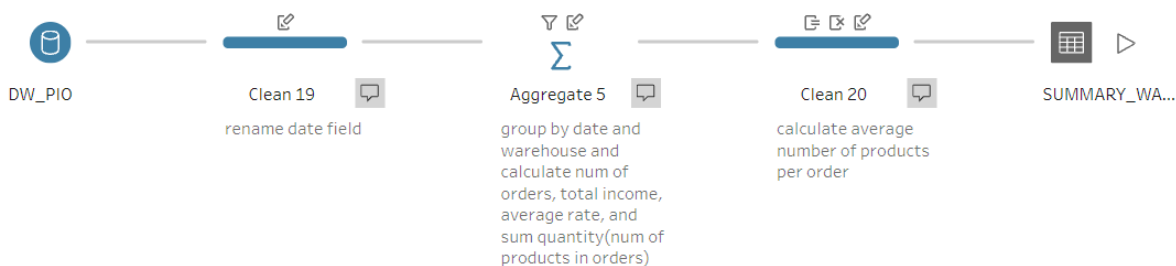 DW_PIO
Clean 19
rename date field
Aggregate 5
group by date and
warehouse and
calculate num of
orders, total income,
average rate, and
sum quantity(num of
products in orders)
Clean 20
calculate average
number of products
per order
SUMMARY_WA...